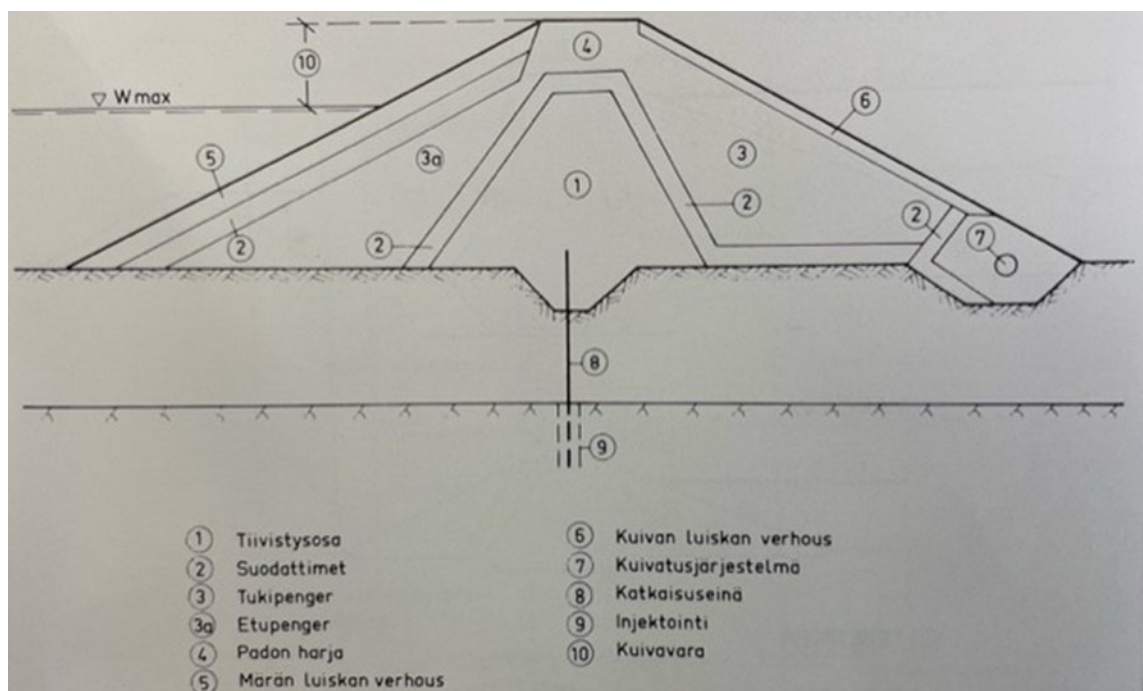 4
10
W max
6
5
3a
3
1
2
2
2
2
7
8
9
1 Tiivistysosa
2 Suodattimet
3 Tukipenger
3a Etupenger
4 Padon harja
5 Märän luiskan verhous
6 Kuivan luiskan verhous
7 Kuivatusjärjestelmä
8 Katkaisuseinä
9 Injektointi
10 Kuivavara